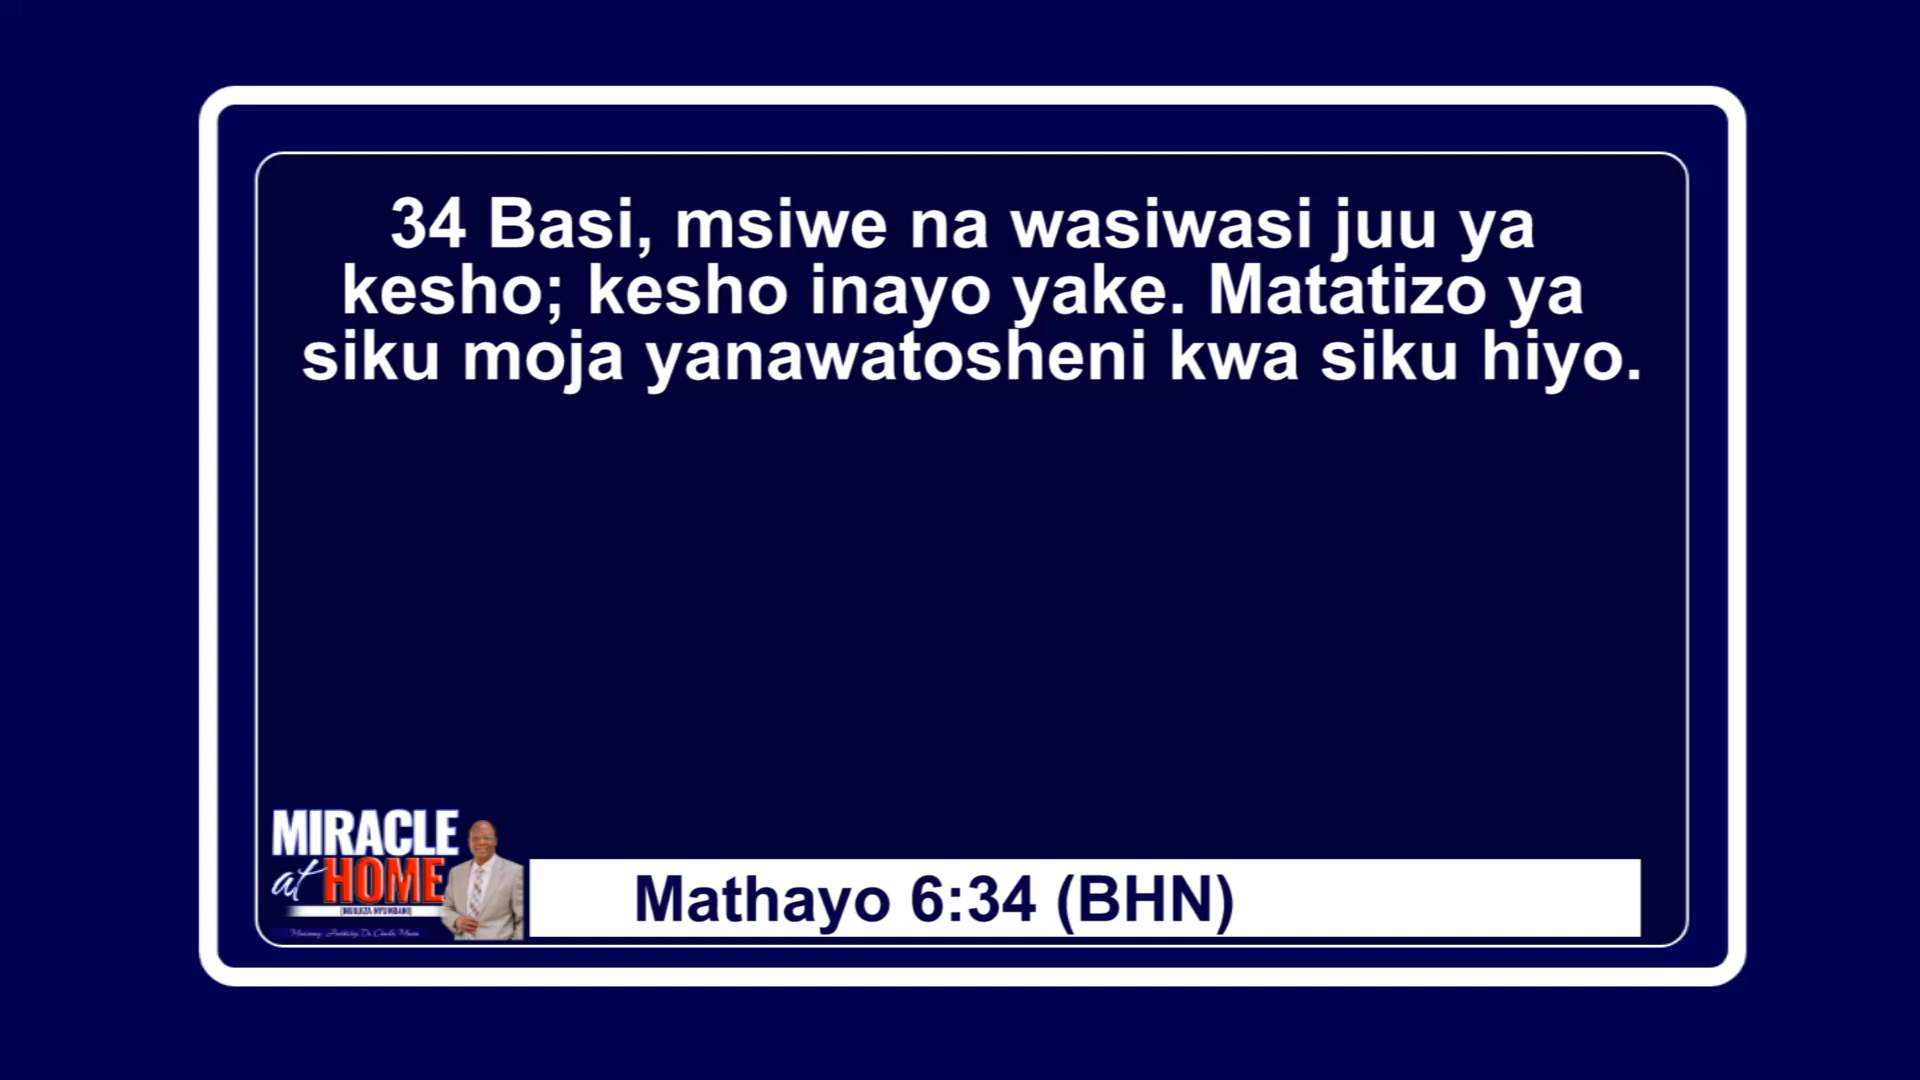 34 Basi, msiwe na wasiwasi juu ya
kesho; kesho inayo yake. Matatizo ya
siku moja yanawatosheni kwa siku hiyo.
MIRACLE
at HOME
Mathayo 6:34 (BHN)